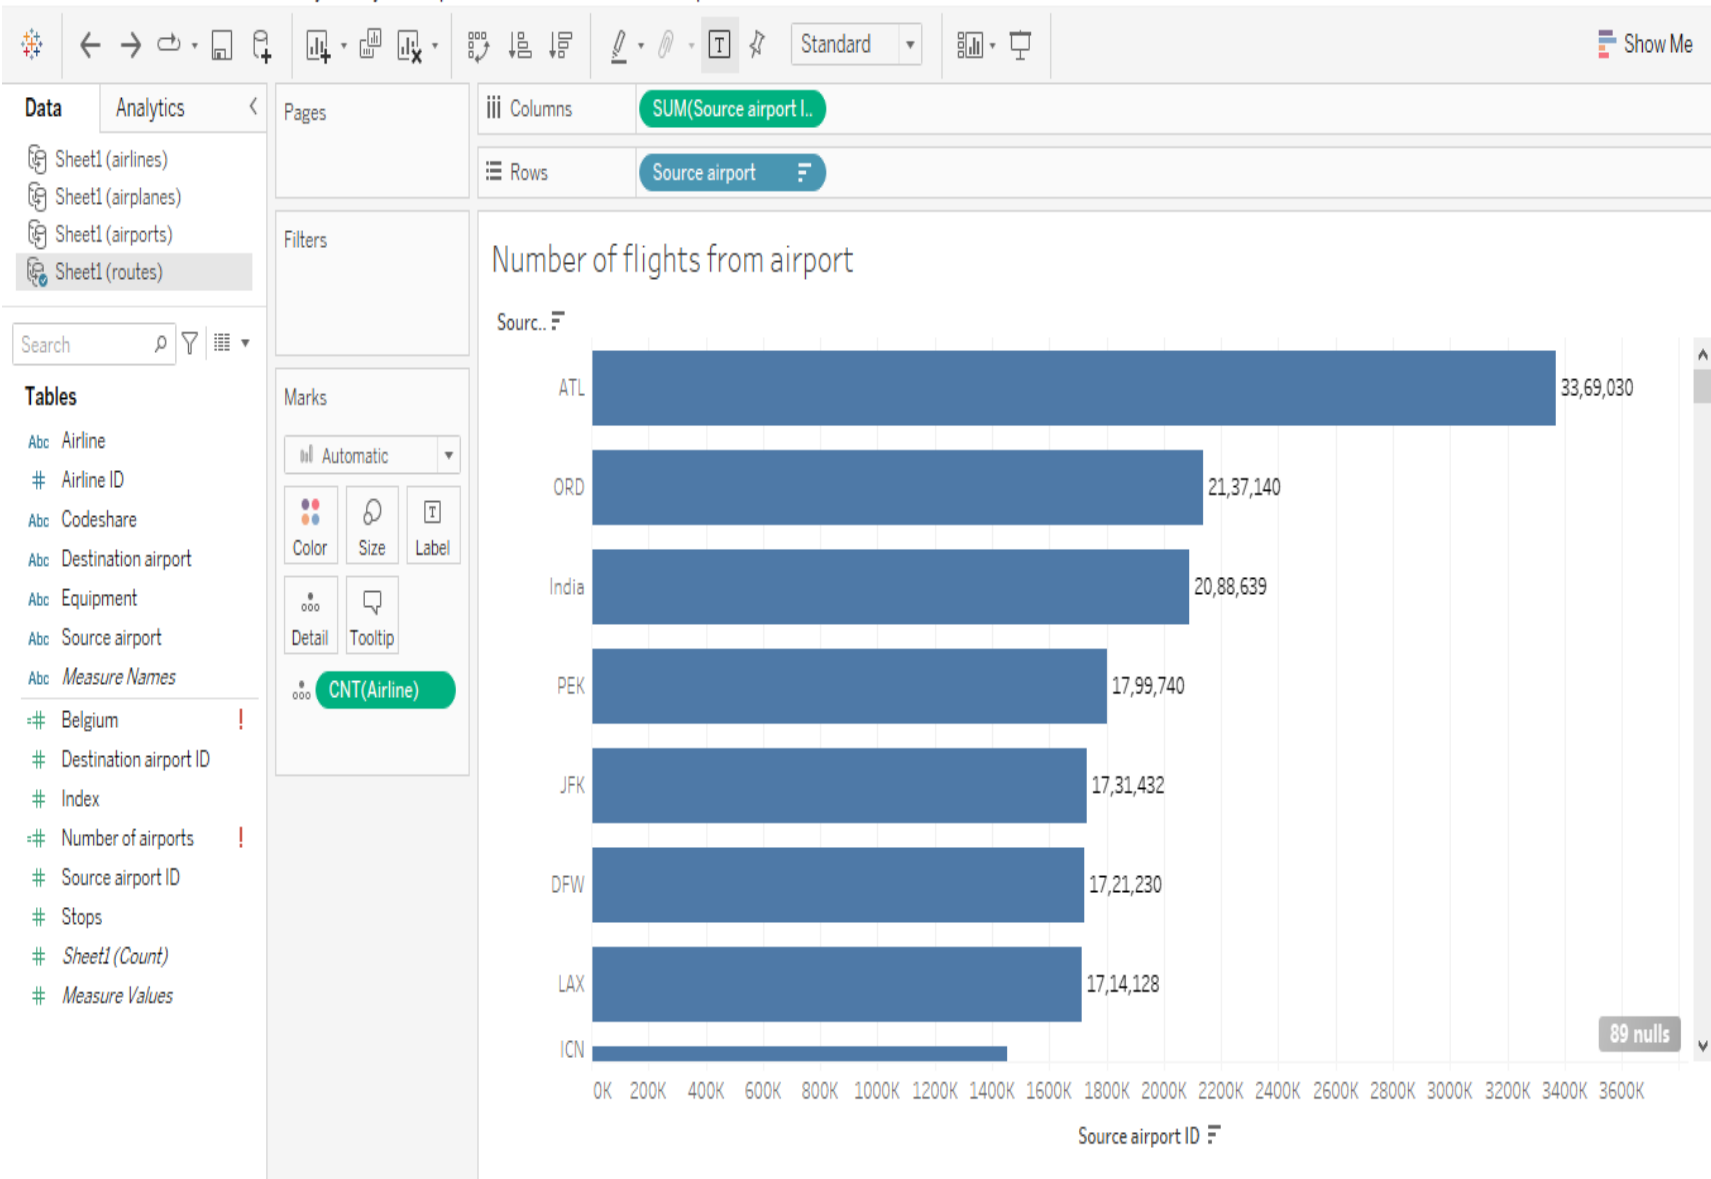 Standard
Show Me
Data
Analytics
Sheet1 (airlines)
Sheet1 (airplanes)
Sheet1 (airports)
Sheet1 (routes)
Search
Tables
Abc Airline
# Airline ID
Abc Codeshare
Abc Destination airport
Abc Equipment
Abc Source airport
Abc Measure Names
=# Belgium !
# Destination airport ID
# Index
=# Number of airports !
# Source airport ID
# Stops
# Sheet1 (Count)
# Measure Values
Pages
Filters
Marks
Automatic
Color
Size
T
Label
Detail
Tooltip
CNT(Airline)
Columns
SUM(Source airport I..
Rows
Source airport
Number of flights from airport
Sourc..
ATL 33,69,030
ORD 21,37,140
India 20,88,639
PEK 17,99,740
JFK 17,31,432
DFW 17,21,230
LAX 17,14,128
ICN
89 nulls
0K 200K 400K 600K 800K 1000K 1200K 1400K 1600K 1800K 2000K 2200K 2400K 2600K 2800K 3000K 3200K 3400K 3600K
Source airport ID